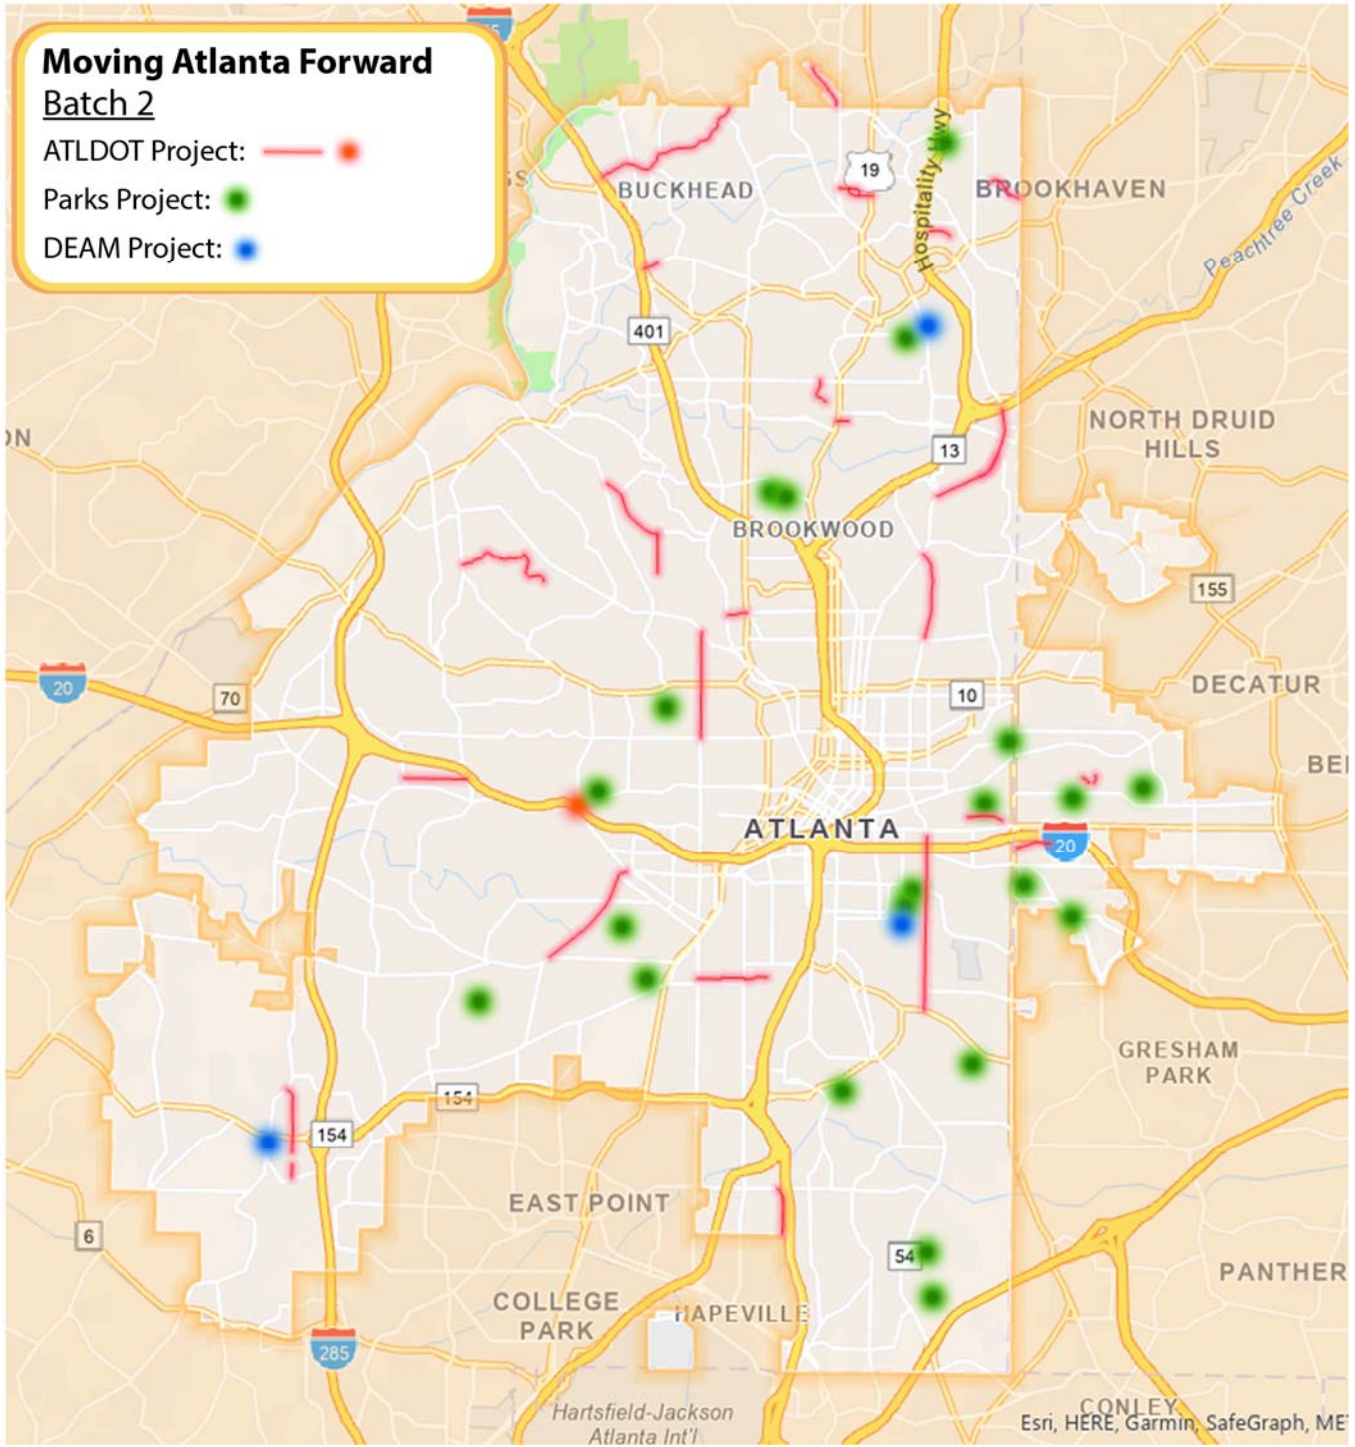 Moving Atlanta Forward
Batch 2
ATLDOT Project:
Parks Project:
DEAM Project:
19
Hospitality Hwy
BUCKHEAD
BROOKHAVEN
Peachtree Creek
401
13
NORTH DRUID
HILLS
BROOKWOOD
155
20
70
10
DECATUR
ATLANTA
20
GRESHAM
PARK
154
154
EAST POINT
6
54
PANTHER
COLLEGE
PARK
HAPEVILLE
285
Hartsfield-Jackson
Atlanta Int'l
CONLEY
Esri, HERE, Garmin, SafeGraph, ME